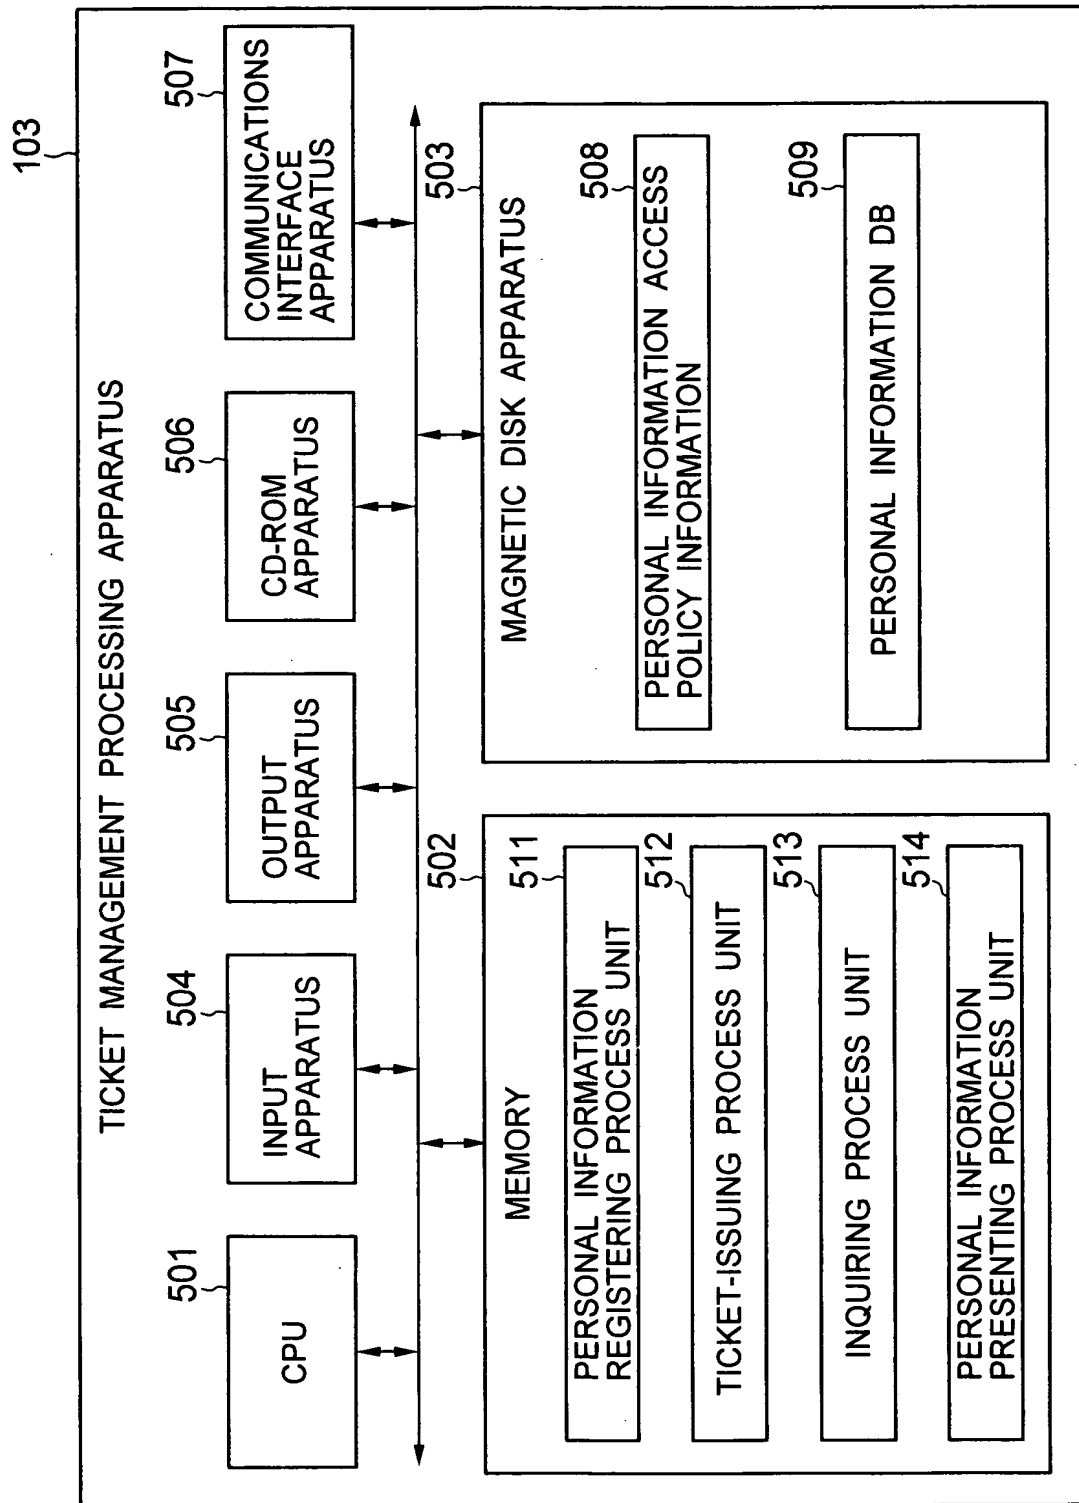 103
TICKET MANAGEMENT PROCESSING APPARATUS
501
CPU
504
INPUT
APPARATUS
505
OUTPUT
APPARATUS
506
CD-ROM
APPARATUS
507
COMMUNICATIONS
INTERFACE
APPARATUS
502
MEMORY
511
PERSONAL INFORMATION
REGISTERING PROCESS UNIT
512
TICKET-ISSUING PROCESS UNIT
513
INQUIRING PROCESS UNIT
514
PERSONAL INFORMATION
PRESENTING PROCESS UNIT
503
MAGNETIC DISK APPARATUS
508
PERSONAL INFORMATION ACCESS
POLICY INFORMATION
509
PERSONAL INFORMATION DB